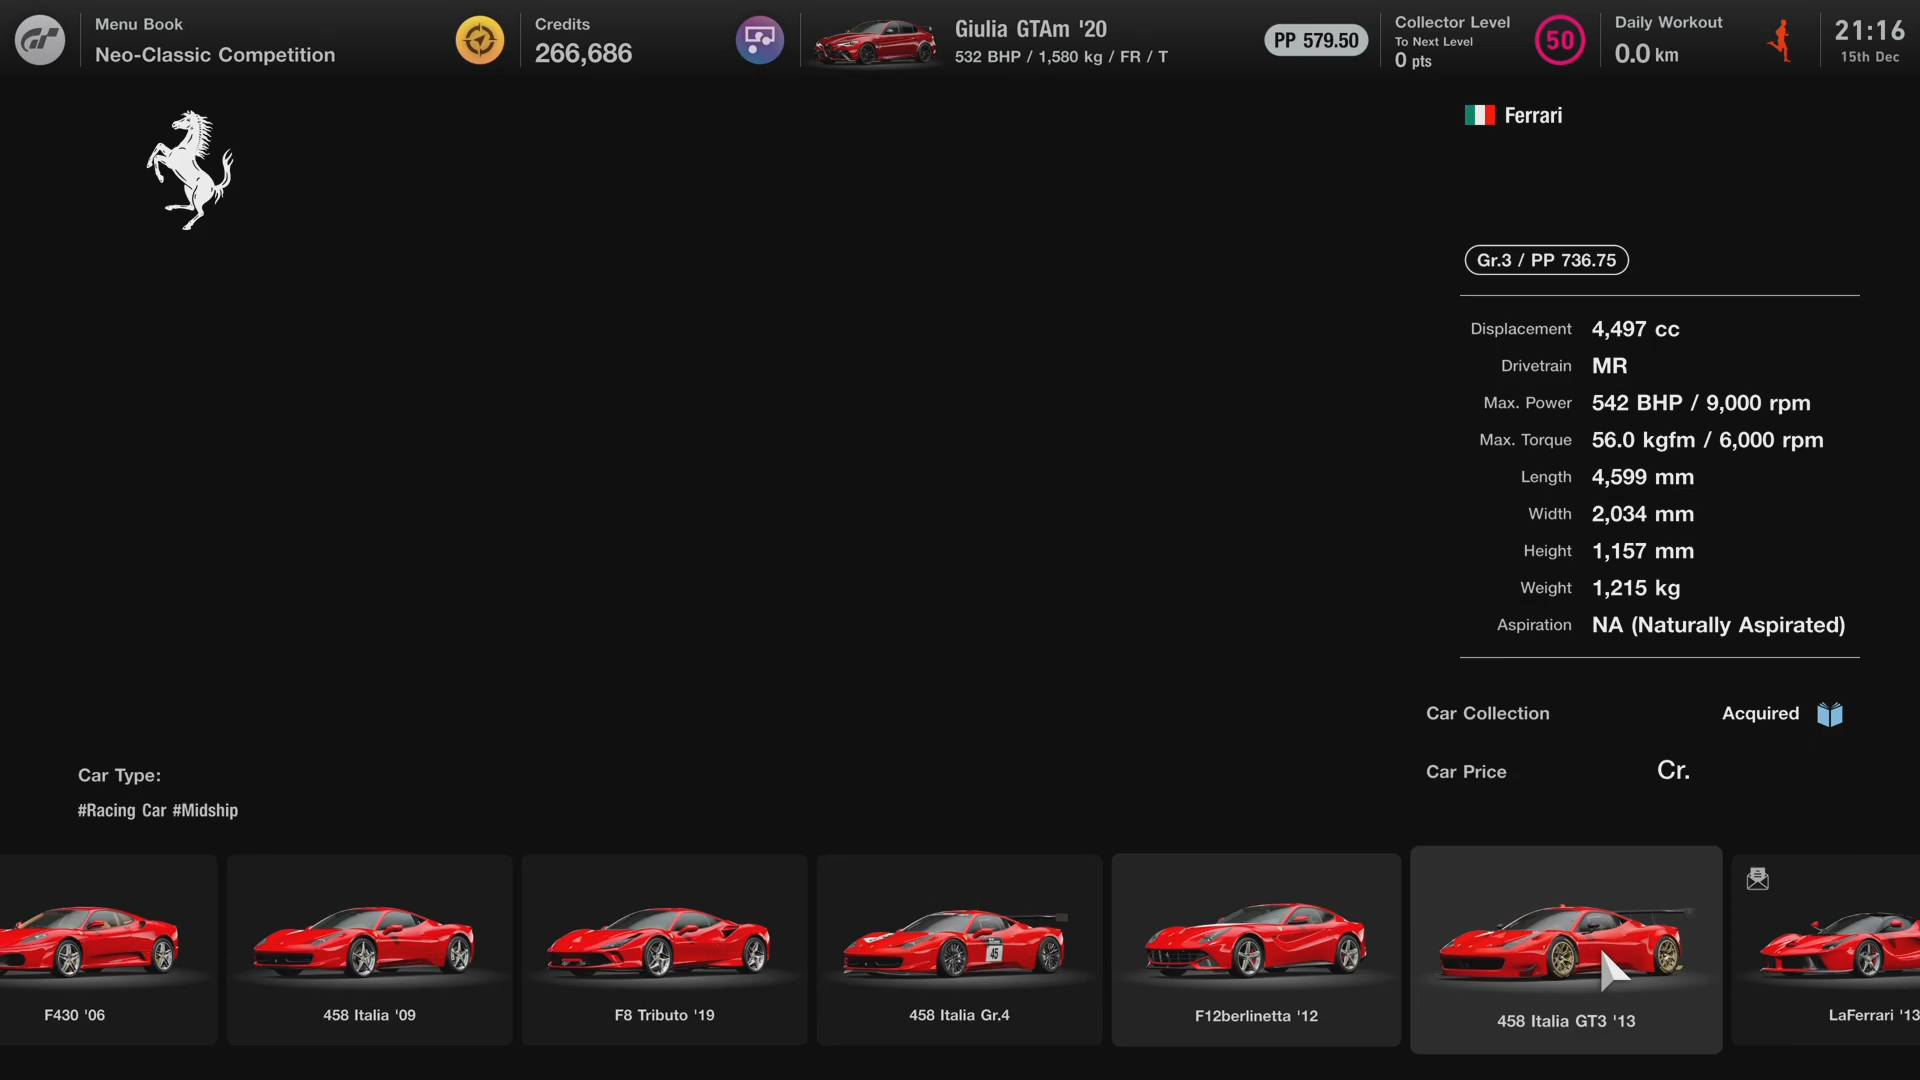 Menu Book
Neo-Classic Competition
Credits
266,686
Giulia GTAm '20
532 BHP / 1,580 kg / FR / T
PP 579.50
Collector Level
To Next Level
0 pts
50
Daily Workout
0.0 km
21:16
15th Dec
Ferrari
Gr.3 / PP 736.75
Displacement 4,497 cc
Drivetrain MR
Max. Power 542 BHP / 9,000 rpm
Max. Torque 56.0 kgfm / 6,000 rpm
Length 4,599 mm
Width 2,034 mm
Height 1,157 mm
Weight 1,215 kg
Aspiration NA (Naturally Aspirated)
Car Collection Acquired
Car Price Cr.
Car Type:
#Racing Car #Midship
45
F430 '06
458 Italia '09
F8 Tributo '19
458 Italia Gr.4
F12berlinetta '12
458 Italia GT3 '13
LaFerrari '13